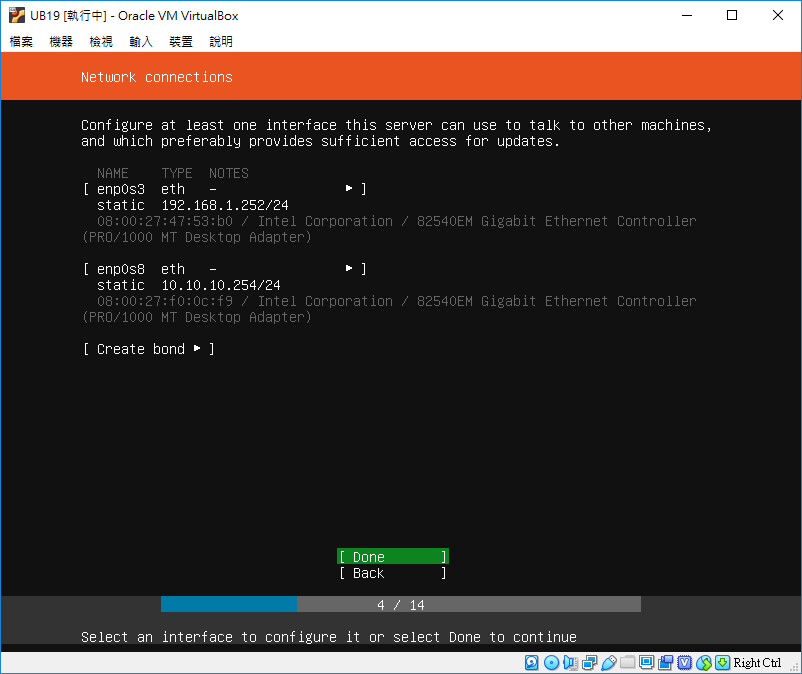 UB19 [執行中] - Oracle VM VirtualBox
檔案 機器 檢視 輸入 裝置 說明
Network connections
Configure at least one interface this server can use to talk to other machines,
and which preferably provides sufficient access for updates.
NAME TYPE NOTES
[ enp0s3 eth - ▸ ]
static 192.168.1.252/24
08:00:27:47:53:b0 / Intel Corporation / 82540EM Gigabit Ethernet Controller
(PRO/1000 MT Desktop Adapter)
[ enp0s8 eth - ▸ ]
static 10.10.10.254/24
08:00:27:f0:0c:f9 / Intel Corporation / 82540EM Gigabit Ethernet Controller
(PRO/1000 MT Desktop Adapter)
[ Create bond ▸ ]
[ Done ]
[ Back ]
4 / 14
Select an interface to configure it or select Done to continue
Right Ctrl